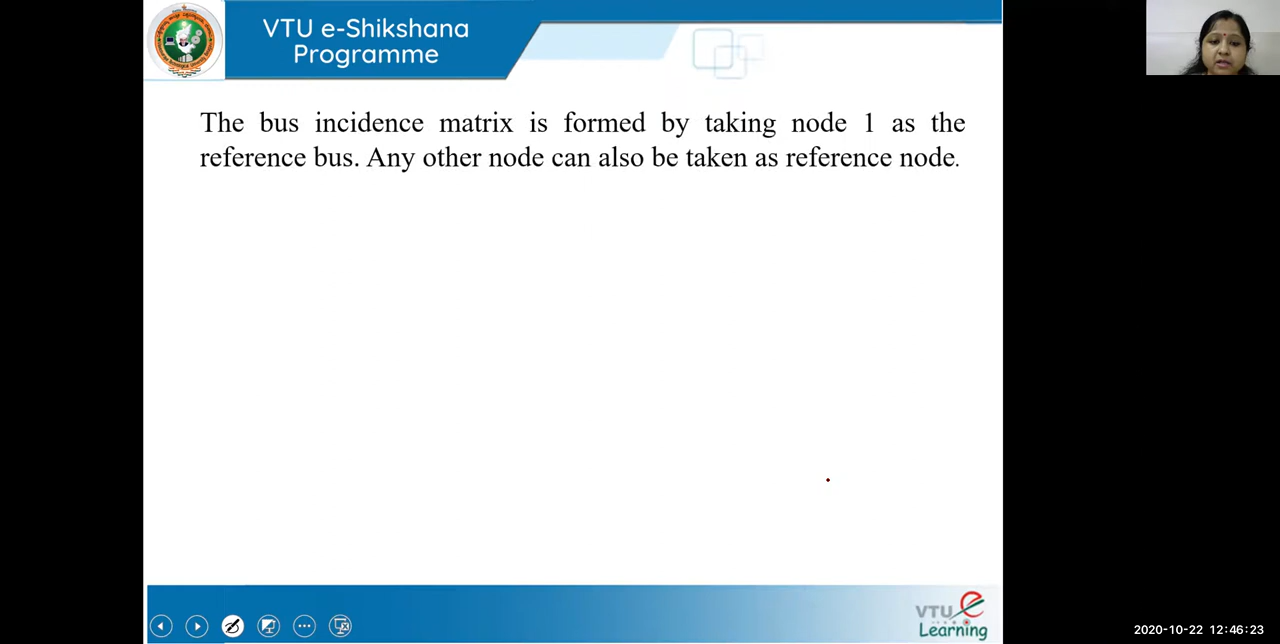 VTU e-Shikshana
Programme
The bus incidence matrix is formed by taking node 1 as the
reference bus. Any other node can also be taken as reference node.
VTU
Learning
2020-10-22 12:46:23